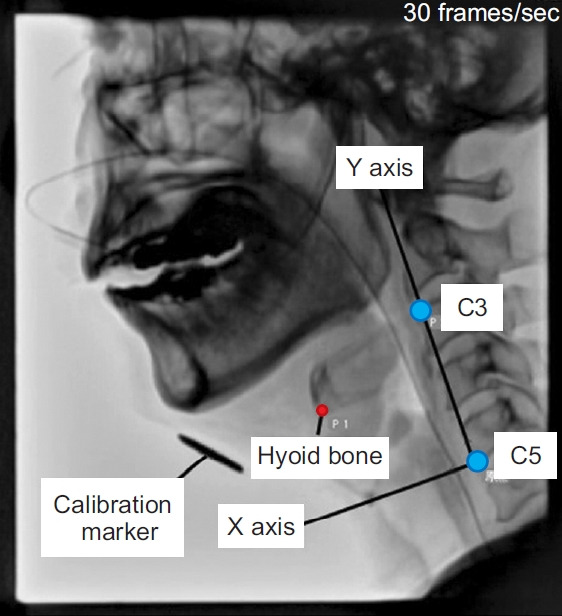 30 frames/sec
Y axis
C3
P
P 1
Hyoid bone
C5
Calibration
marker
X axis